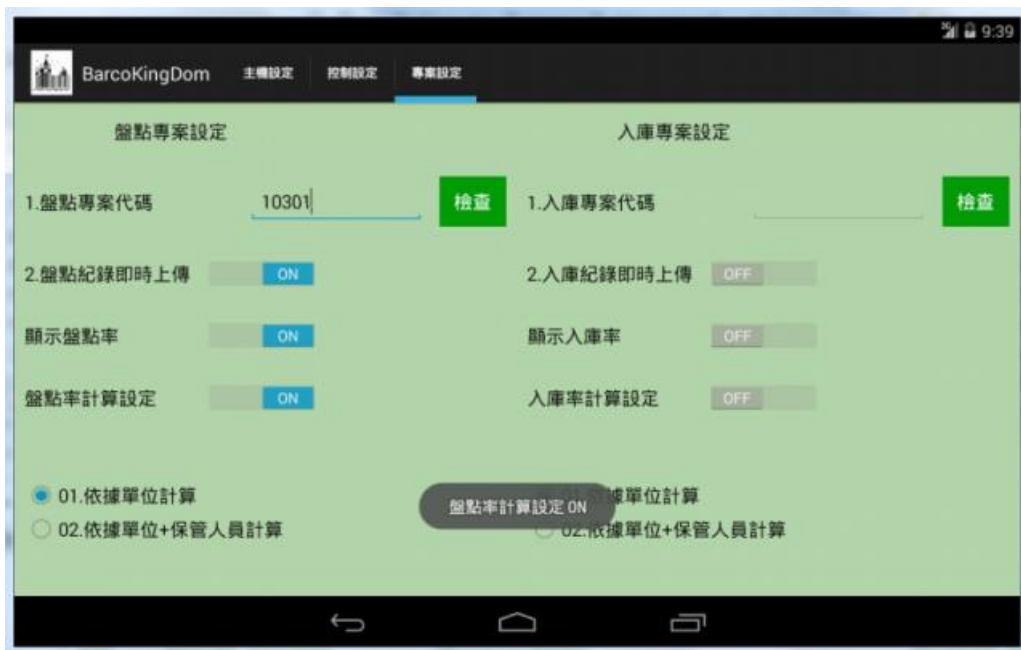 9:39
BarcoKingDom 主機設定 控制設定 專案設定
盤點專案設定
1.盤點專案代碼 10301 檢查
2.盤點紀錄即時上傳 ON
顯示盤點率 ON
盤點率計算設定 ON
01.依據單位計算
02.依據單位+保管人員計算
入庫專案設定
1.入庫專案代碼 檢查
2.入庫紀錄即時上傳 OFF
顯示入庫率 OFF
入庫率計算設定 OFF
01.依據單位計算
02.依據單位+保管人員計算
盤點率計算設定 ON